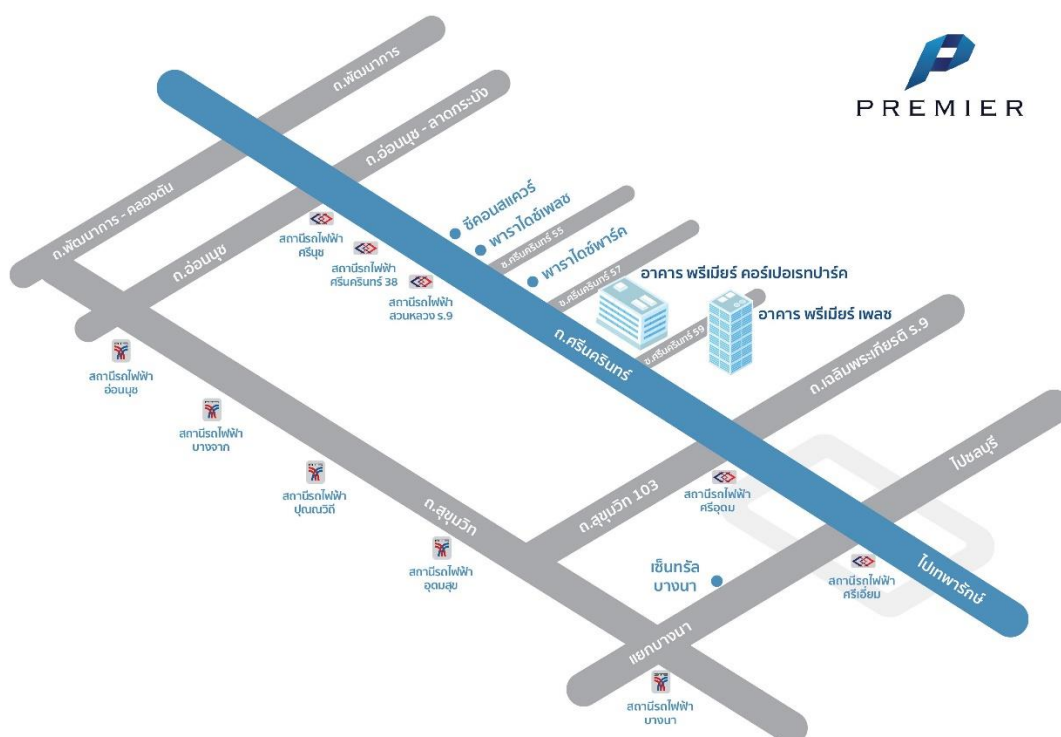 PREMIER
ถ.พัฒนาการ
ถ.อ่อนนุช - ลาดกระบัง
ถ.พัฒนาการ - คลองตัน
ถ.อ่อนนุช
สถานีรถไฟฟ้า
ศรีนุช
สถานีรถไฟฟ้า
ศรีนครินทร์ 38
สถานีรถไฟฟ้า
สวนหลวง ร.9
ซีคอนสแควร์
พาราไดซ์เพลซ
ซ.ศรีนครินทร์ 55
พาราไดซ์พาร์ค
ซ.ศรีนครินทร์ 57
อาคาร พรีเมียร์ คอร์เปอเรทปาร์ค
อาคาร พรีเมียร์ เพลซ
ซ.ศรีนครินทร์ 59
ถ.ศรีนครินทร์
ถ.เฉลิมพระเกียรติ ร.9
สถานีรถไฟฟ้า
อ่อนนุช
สถานีรถไฟฟ้า
บางจาก
สถานีรถไฟฟ้า
ปุณณวิถี
ถ.สุขุมวิท
สถานีรถไฟฟ้า
อุดมสุข
ถ.สุขุมวิท 103
สถานีรถไฟฟ้า
ศรีอุดม
ไปชลบุรี
เซ็นทรัล
บางนา
สถานีรถไฟฟ้า
ศรีเอี่ยม
ไปเทพารักษ์
แยกบางนา
สถานีรถไฟฟ้า
บางนา